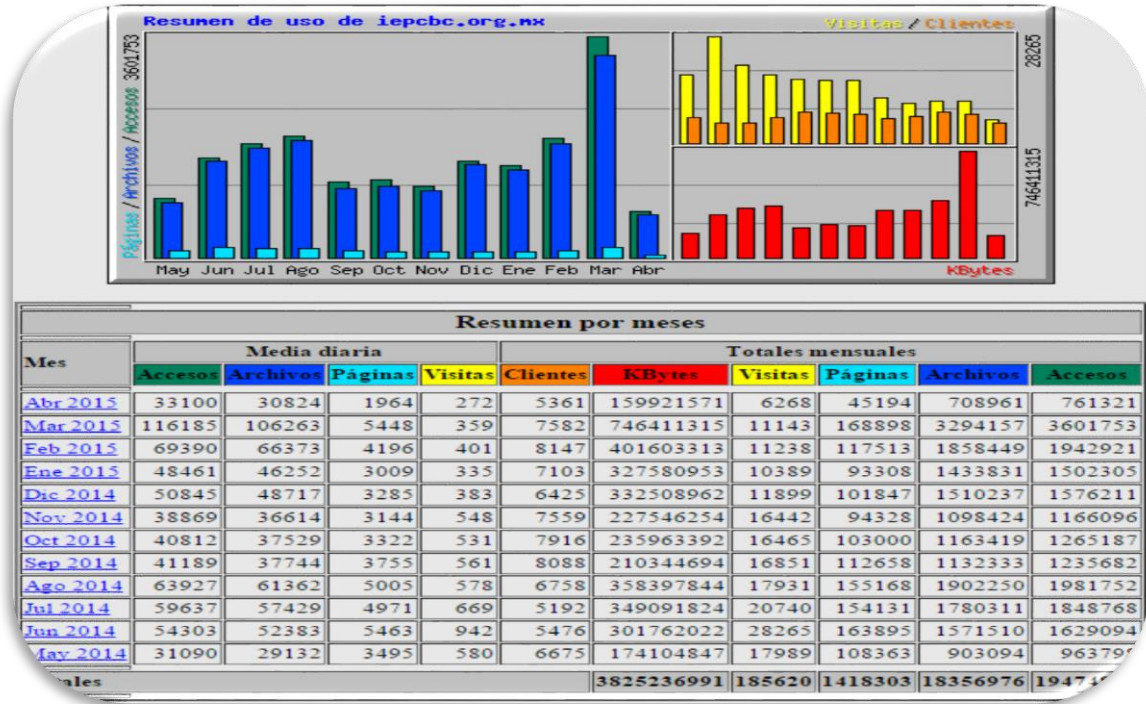 Resumen de uso de iepcbc.org.mx
Visitas / Clientes
Páginas / Archivos / Accesos 3601753
28265
746411315
May Jun Jul Ago Sep Oct Nov Dic Ene Feb Mar Abr
KBytes
Resumen por meses
Mes Media diaria Totales mensuales
Accesos Archivos Páginas Visitas Clientes KBytes Visitas Páginas Archivos Accesos
Abr 2015 33100 30824 1964 272 5361 159921571 6268 45194 708961 761321
Mar 2015 116185 106263 5448 359 7582 746411315 11143 168898 3294157 3601753
Feb 2015 69390 66373 4196 401 8147 401603313 11238 117513 1858449 1942921
Ene 2015 48461 46252 3009 335 7103 327580953 10389 93308 1433831 1502305
Dic 2014 50845 48717 3285 383 6425 332508962 11899 101847 1510237 1576211
Nov 2014 38869 36614 3144 548 7559 227546254 16442 94328 1098424 1166096
Oct 2014 40812 37529 3322 531 7916 235963392 16465 103000 1163419 1265187
Sep 2014 41189 37744 3755 561 8088 210344694 16851 112658 1132333 1235682
Ago 2014 63927 61362 5005 578 6758 358397844 17931 155168 1902250 1981752
Jul 2014 59637 57429 4971 669 5192 349091824 20740 154131 1780311 1848768
Jun 2014 54303 52383 5463 942 5476 301762022 28265 163895 1571510 1629094
May 2014 31090 29132 3495 580 6675 174104847 17989 108363 903094
3825236991 185620 1418303 18356976